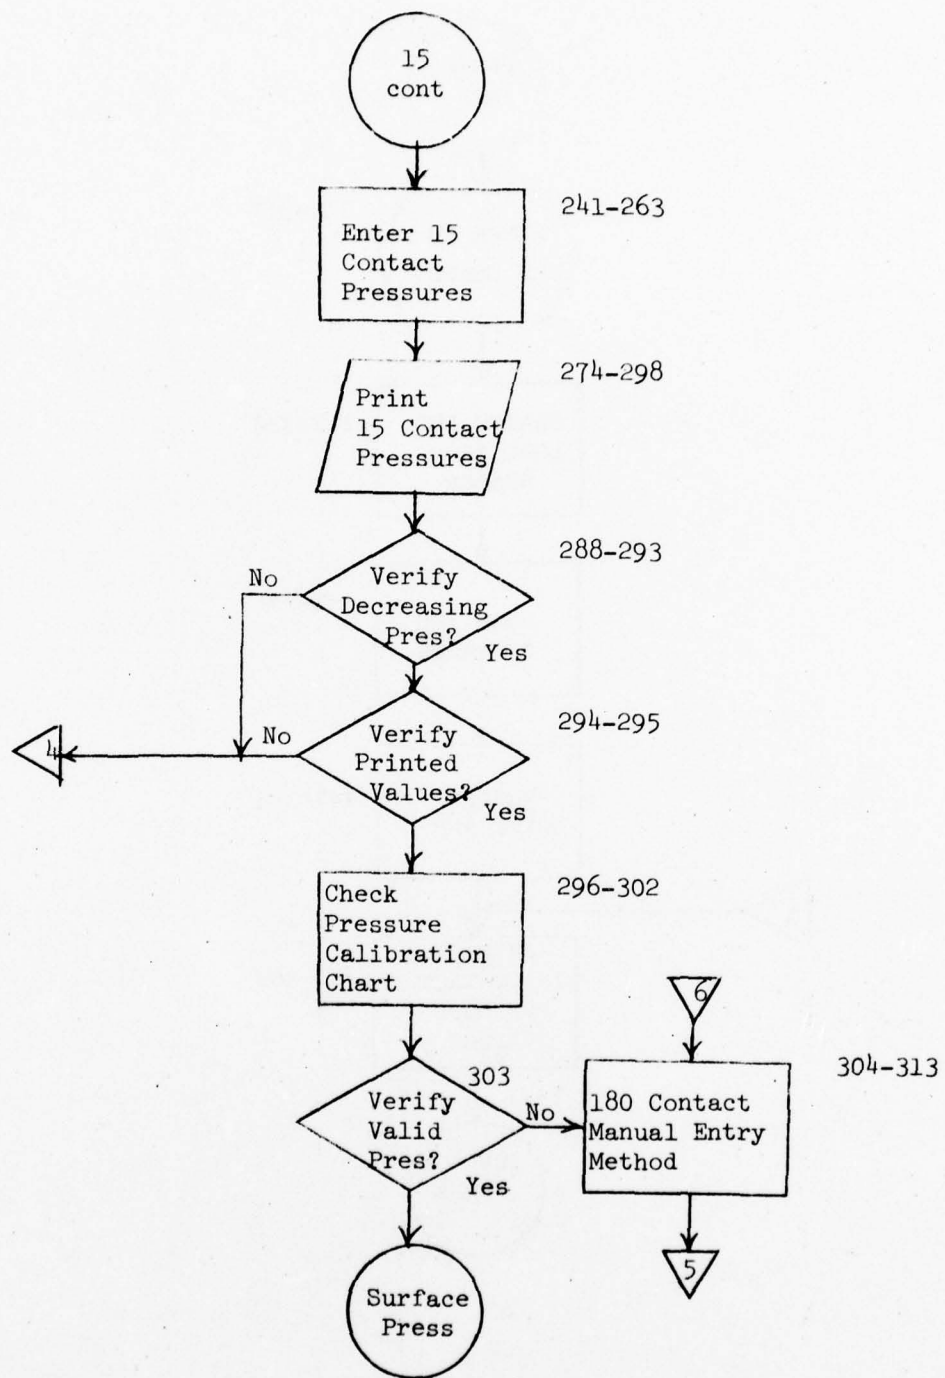 15
cont
241-263
Enter 15
Contact
Pressures
274-298
Print
15 Contact
Pressures
288-293
No
Verify
Decreasing
Pres?
Yes
294-295
4
No
Verify
Printed
Values?
Yes
296-302
Check
Pressure
Calibration
Chart
6
303
304-313
Verify
Valid
Pres?
No
180 Contact
Manual Entry
Method
Yes
5
Surface
Press